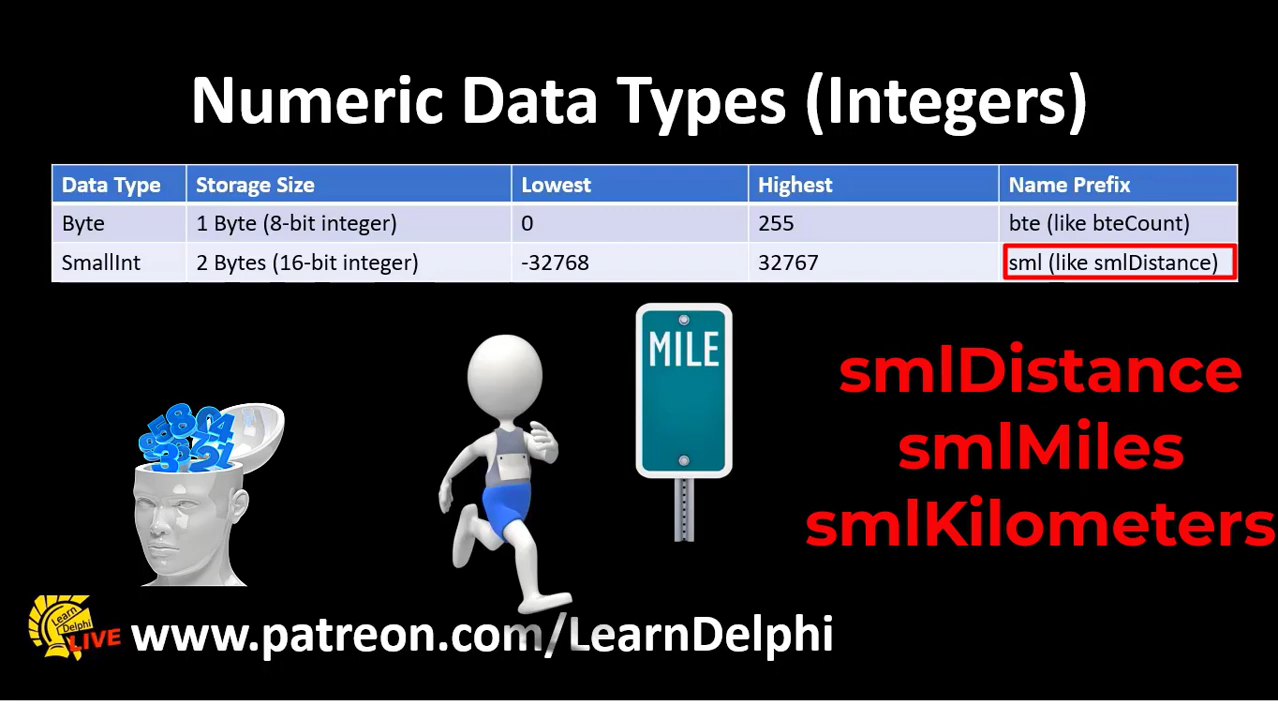 Numeric Data Types (Integers)
Data Type Storage Size Lowest Highest Name Prefix
Byte 1 Byte (8-bit integer) 0 255 bte (like bteCount)
SmallInt 2 Bytes (16-bit integer) -32768 32767 sml (like smlDistance)
MILE
smlDistance
smlMiles
smlKilometers
Learn
Delphi
LIVE
www.patreon.com/LearnDelphi